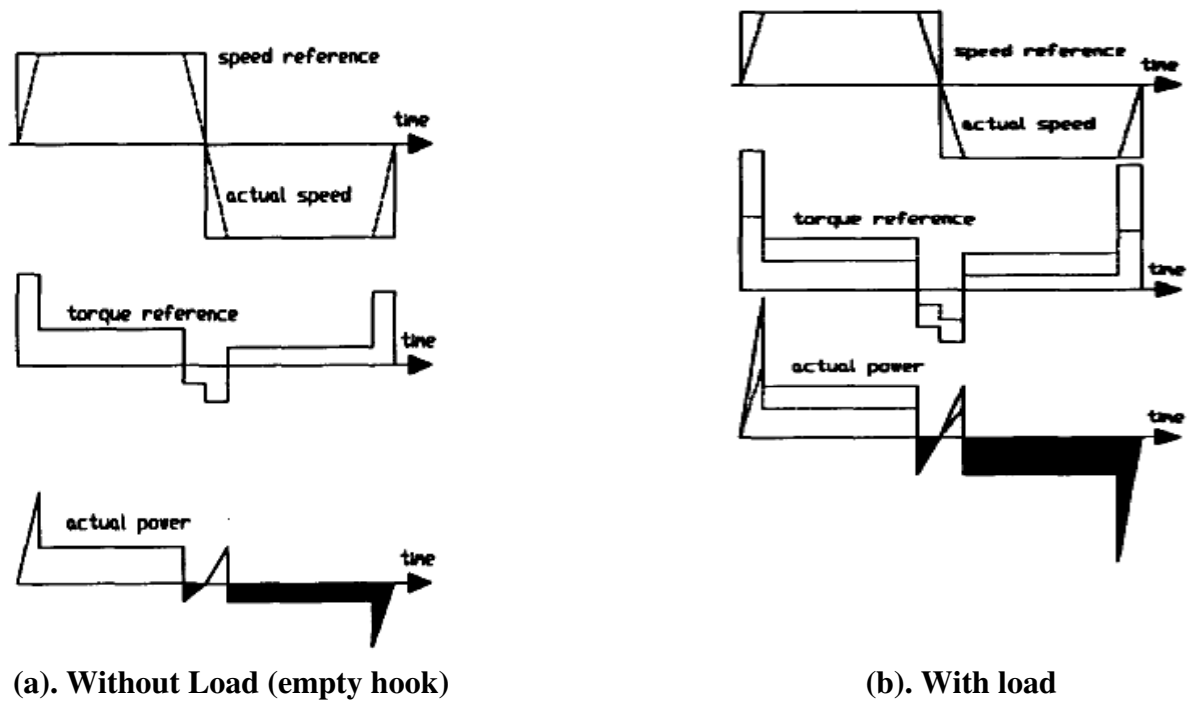 speed reference
time
actual speed
torque reference
time
actual power
time
(a). Without Load (empty hook)
speed reference
time
actual speed
torque reference
time
actual power
time
(b). With load